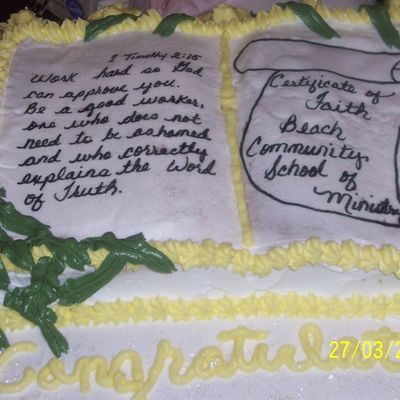 2 Timothy 2:15
Work hard so God
can approve you.
Be a good worker,
one who does not
need to be ashamed
and who correctly
explains the Word
of Truth.
Certificate of
Faith
Beach
Community
School of
Ministry
Congratulat
27/03/2